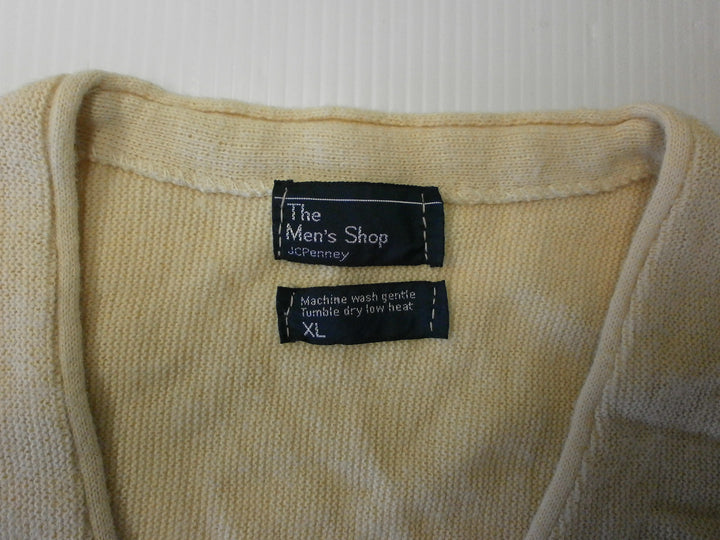 The
Men's Shop
JCPenney
Machine wash gentle
Tumble dry low heat
XL